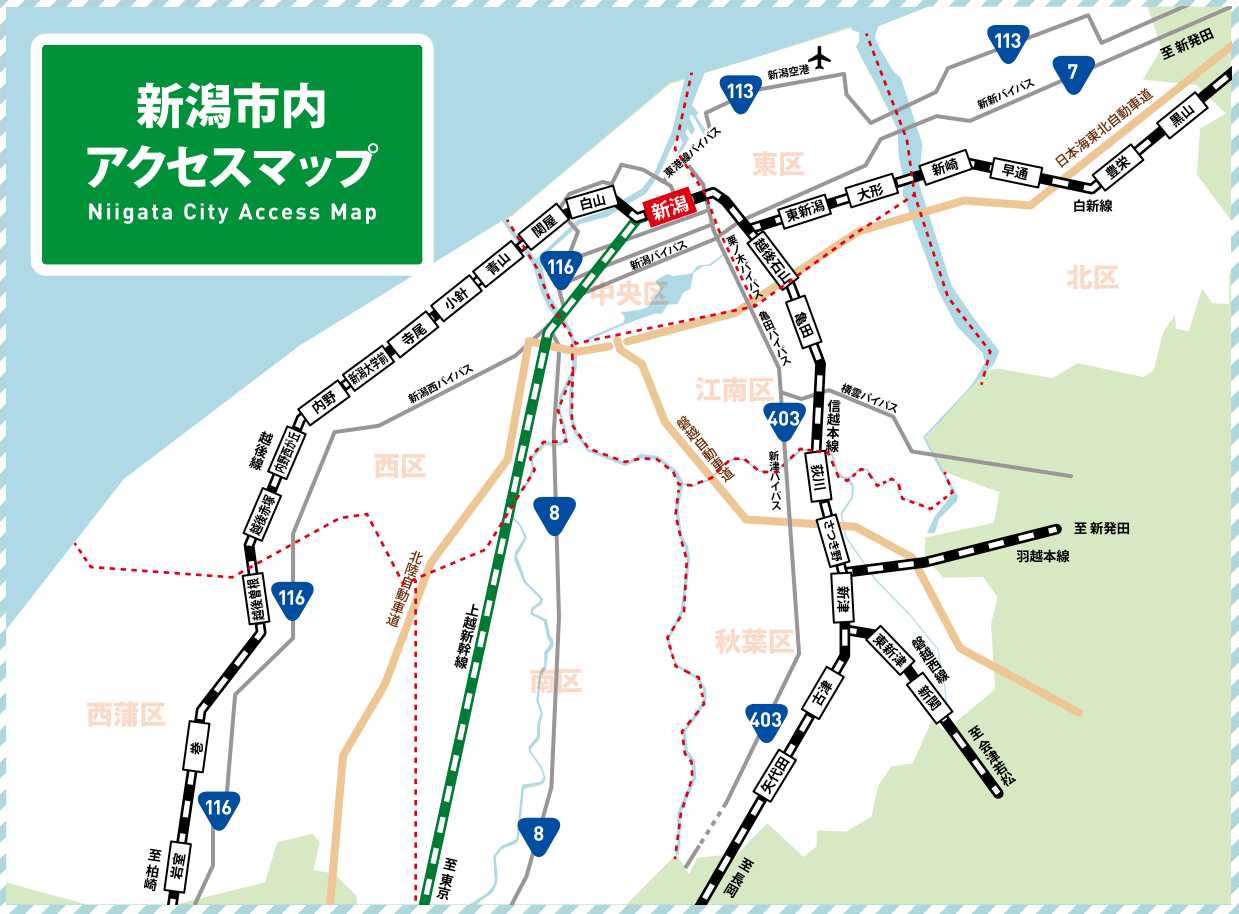 新潟市内
アクセスマップ
Niigata City Access Map
113
113
7
至 新発田
新潟空港
新新バイパス
日本海東北自動車道
東港線バイパス
東区
黒山
豊栄
早通
新崎
大形
東新潟
白新線
新潟
白山
関屋
青山
小針
寺尾
新潟大学前
内野
内野西が丘
越後線
越後赤塚
越後曽根
巻
岩室
至 柏崎
116
新潟バイパス
栗ノ木バイパス
越後石山
中央区
北区
亀田
亀田バイパス
新潟西バイパス
江南区
403
横雲バイパス
信越本線
磐越自動車道
新津バイパス
西区
荻川
さつき野
8
至 新発田
羽越本線
新津
116
北陸自動車道
上越新幹線
秋葉区
東新津
磐越西線
新関
南区
古津
西蒲区
403
至 会津若松
矢代田
116
8
至 東京
至 長岡